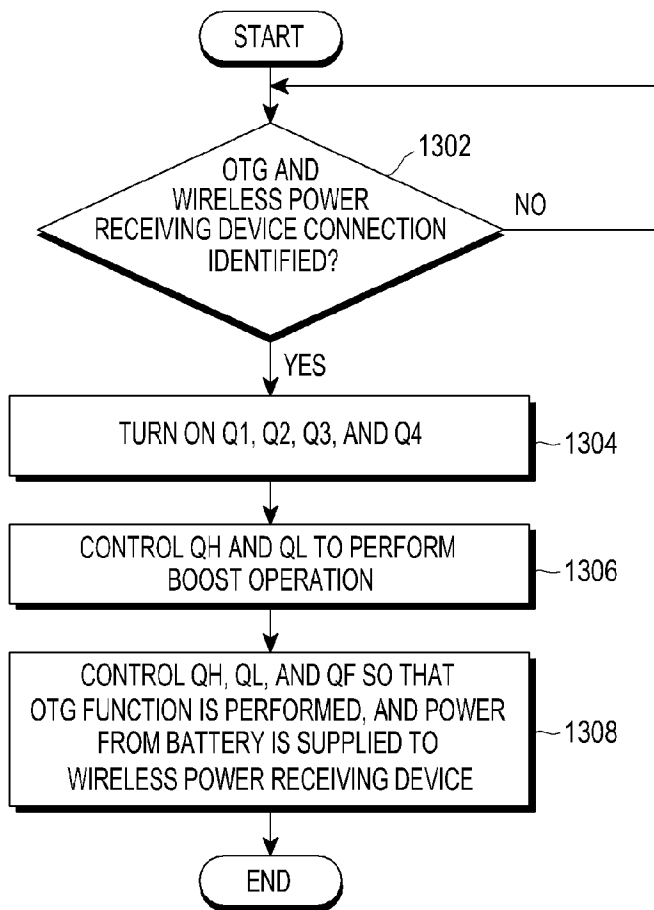 START
1302
OTG AND
WIRELESS POWER
RECEIVING DEVICE CONNECTION
IDENTIFIED?
NO
YES
TURN ON Q1, Q2, Q3, AND Q4
1304
CONTROL QH AND QL TO PERFORM
BOOST OPERATION
1306
CONTROL QH, QL, AND QF SO THAT
OTG FUNCTION IS PERFORMED, AND POWER
FROM BATTERY IS SUPPLIED TO
WIRELESS POWER RECEIVING DEVICE
1308
END